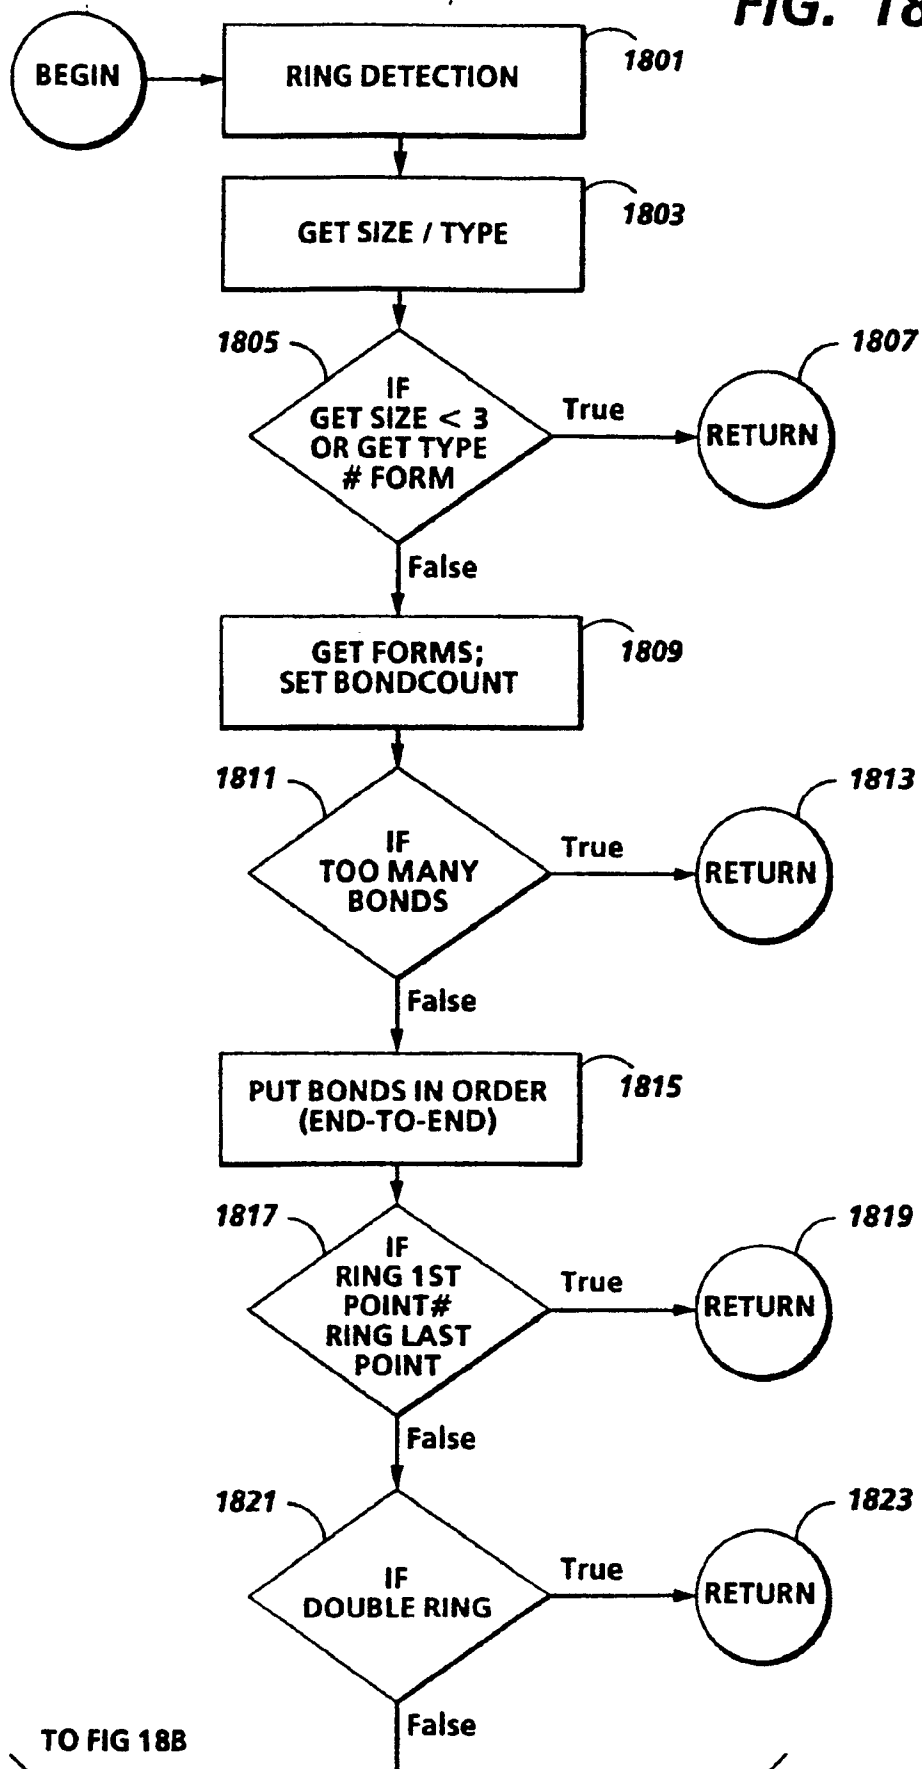 FIG. 18
BEGIN
RING DETECTION
1801
GET SIZE / TYPE
1803
1805
IF
GET SIZE < 3
OR GET TYPE
# FORM
True
RETURN
1807
False
GET FORMS;
SET BONDCOUNT
1809
1811
IF
TOO MANY
BONDS
True
RETURN
1813
False
PUT BONDS IN ORDER
(END-TO-END)
1815
1817
IF
RING 1ST
POINT#
RING LAST
POINT
True
RETURN
1819
False
1821
IF
DOUBLE RING
True
RETURN
1823
False
TO FIG 18B